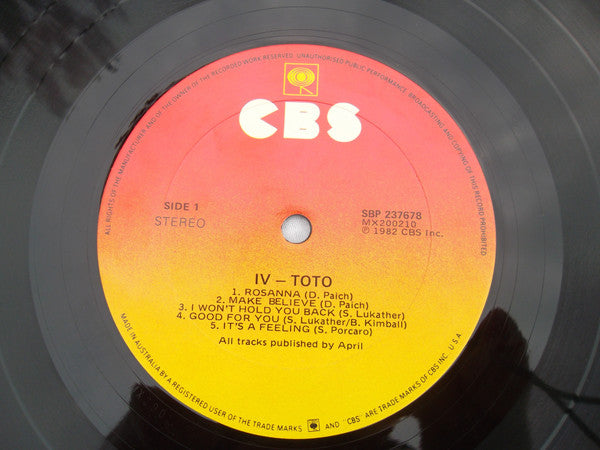 ALL RIGHTS OF THE MANUFACTURER AND OF THE OWNER OF THE RECORDED WORK RESERVED. UNAUTHORISED PUBLIC PERFORMANCE, BROADCASTING AND COPYING OF THIS RECORD PROHIBITED
CBS
SIDE 1
STEREO
SBP 237678
MX200210
℗ 1982 CBS Inc.
IV – TOTO
1. ROSANNA (D. Paich)
2. MAKE BELIEVE (D. Paich)
3. I WON'T HOLD YOU BACK (S. Lukather)
4. GOOD FOR YOU (S. Lukather/B. Kimball)
5. IT'S A FEELING (S. Porcaro)
All tracks published by April
MADE IN AUSTRALIA BY A REGISTERED USER OF THE TRADE MARKS AND "CBS" ARE TRADE MARKS OF CBS INC. U.S.A.